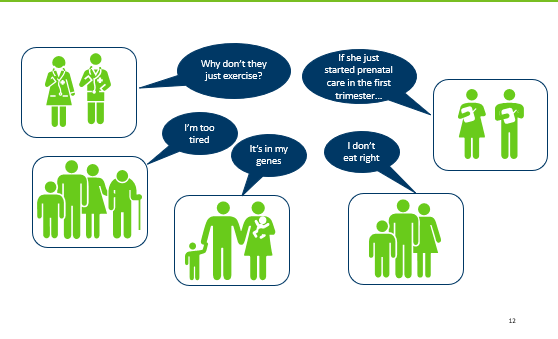 Why don't they
just exercise?
If she just
started prenatal
care in the first
trimester...
I'm too
tired
It's in my
genes
I don't
eat right
12